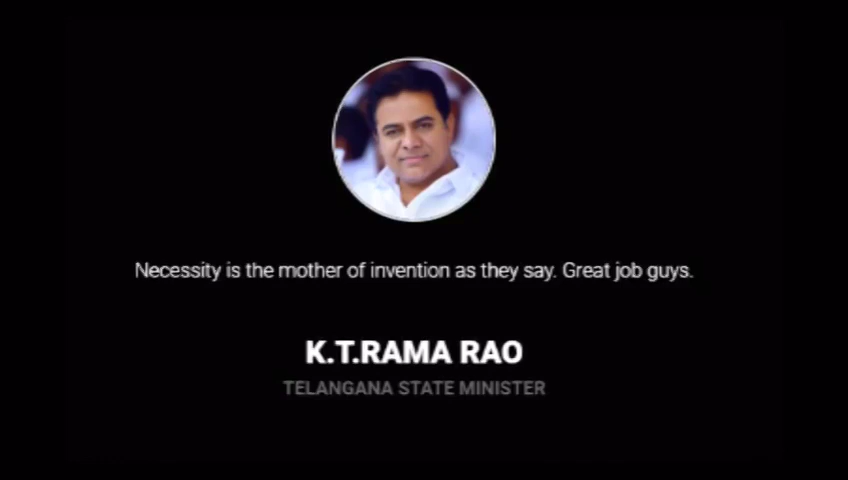 Necessity is the mother of invention as they say. Great job guys.
K.T.RAMA RAO
TELANGANA STATE MINISTER